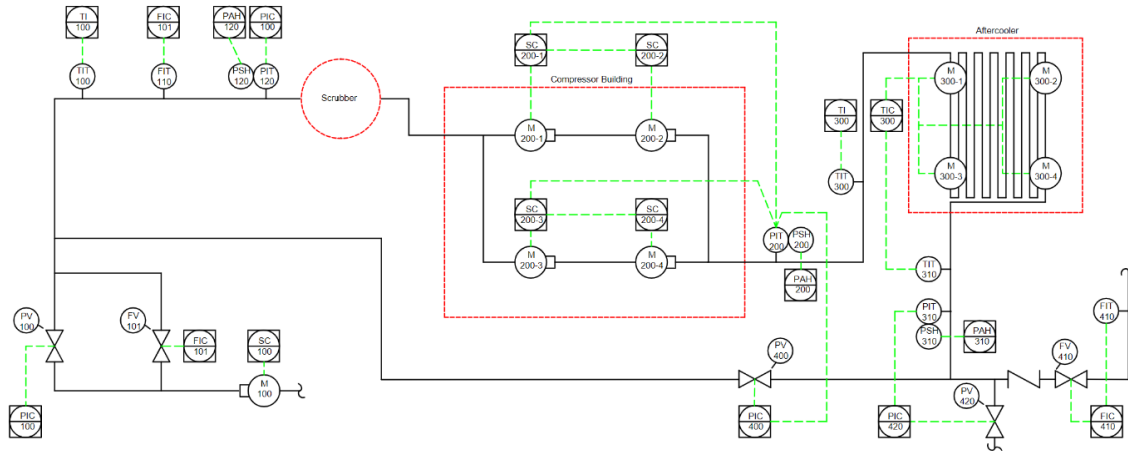 TI
100
FIC
101
PAH
120
PIC
100
TIT
100
FIT
110
PSH
120
PIT
120
Scrubber
Compressor Building
SC
200-1
SC
200-2
M
200-1
M
200-2
SC
200-3
SC
200-4
M
200-3
M
200-4
PIT
200
PSH
200
PAH
200
TI
300
TIC
300
TIT
300
Aftercooler
M
300-1
M
300-2
M
300-3
M
300-4
TIT
310
PIT
310
PSH
310
PAH
310
FIT
410
PV
100
FV
101
FIC
101
SC
100
M
100
PIC
100
PV
400
PIC
400
PIC
420
PV
420
FV
410
FIC
410